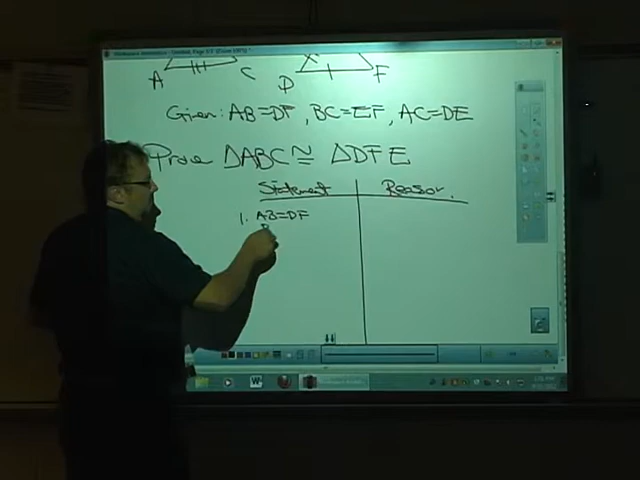 A C D F
Given: AB=DF, BC=EF, AC=DE
Prove △ABC ≅ △DFE
Statement Reason.
1. AB=DF
B